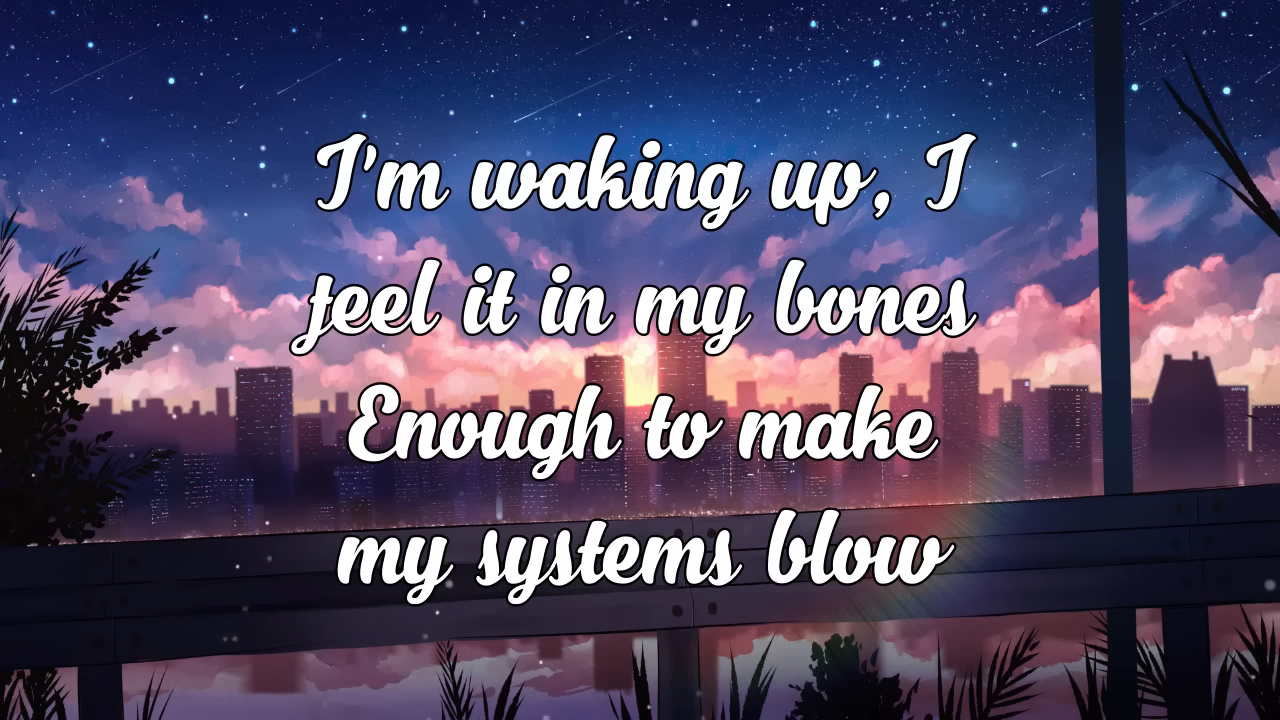 I'm waking up, I
feel it in my bones
Enough to make
my systems blow